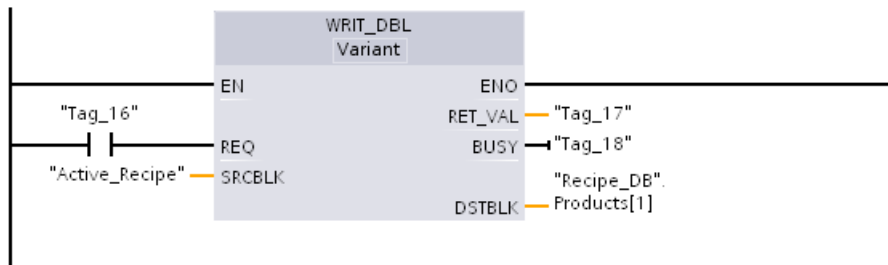 WRIT_DBL
Variant
EN
ENO
"Tag_16"
RET_VAL
"Tag_17"
REQ
BUSY
"Tag_18"
"Active_Recipe"
SRCBLK
"Recipe_DB".
DSTBLK
Products[1]